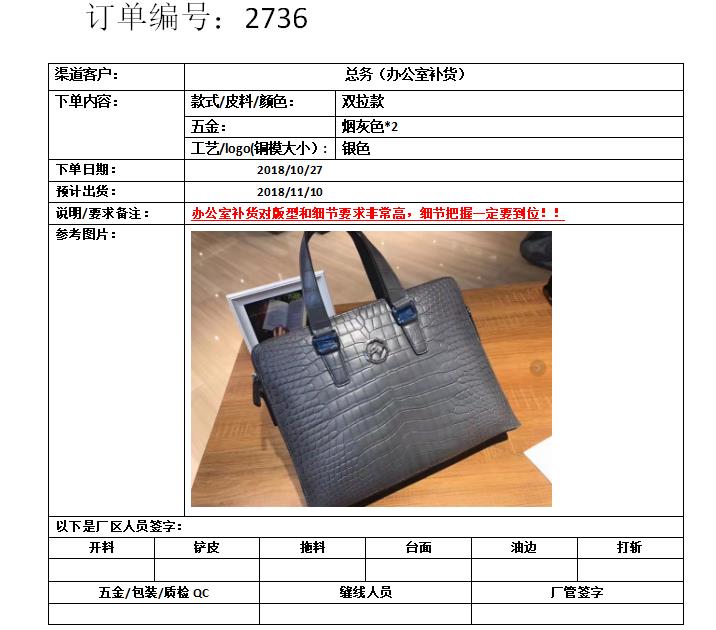 订单编号：2736
渠道客户： 总务（办公室补货）
下单内容： 款式/皮料/颜色： 双拉款
五金： 烟灰色*2
工艺/logo(铜模大小）: 银色
下单日期： 2018/10/27
预计出货： 2018/11/10
说明/要求备注： 办公室补货对版型和细节要求非常高，细节把握一定要到位！！
参考图片：
以下是厂区人员签字：
开料 铲皮 拖料 台面 油边 打斩
五金/包装/质检 QC 缝线人员 厂管签字